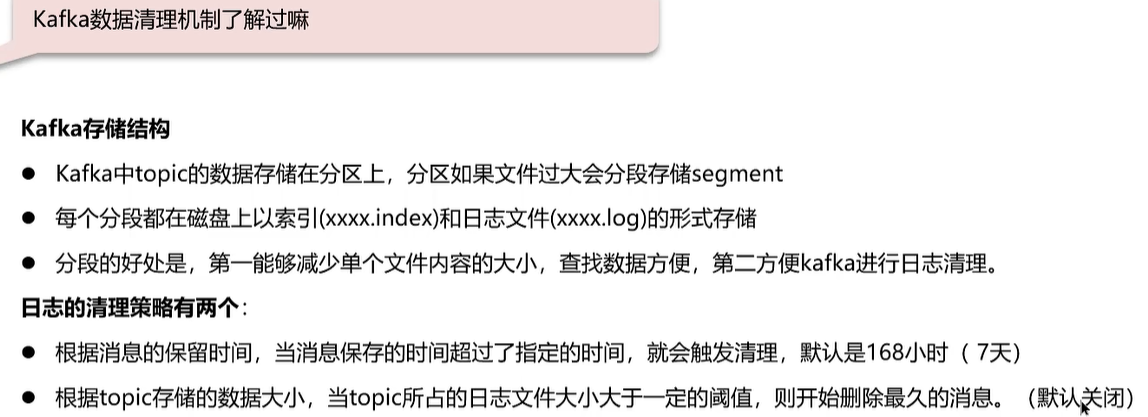 Kafka数据清理机制了解过嘛
Kafka存储结构
● Kafka中topic的数据存储在分区上，分区如果文件过大会分段存储segment
● 每个分段都在磁盘上以索引(xxxx.index)和日志文件(xxxx.log)的形式存储
● 分段的好处是，第一能够减少单个文件内容的大小，查找数据方便，第二方便kafka进行日志清理。
日志的清理策略有两个：
● 根据消息的保留时间，当消息保存的时间超过了指定的时间，就会触发清理，默认是168小时（ 7天）
● 根据topic存储的数据大小，当topic所占的日志文件大小大于一定的阈值，则开始删除最久的消息。（默认关闭）